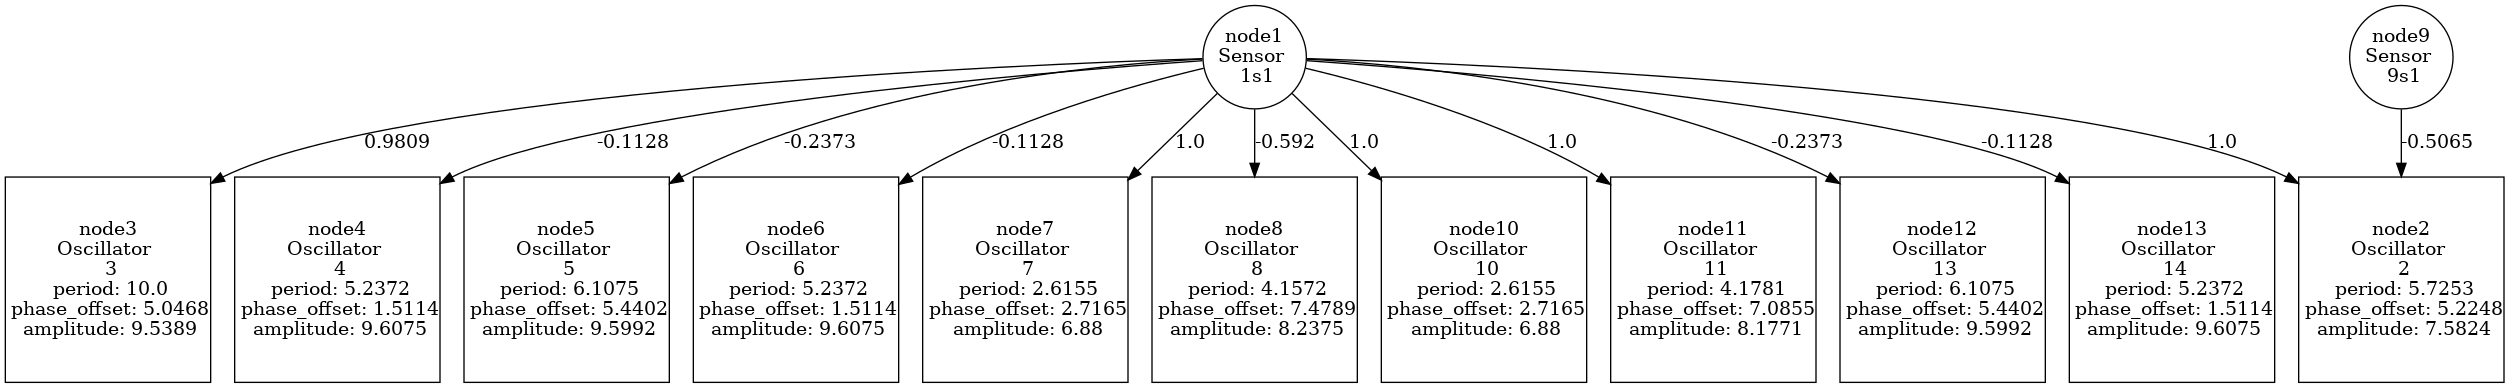 node1
Sensor
1s1
node9
Sensor
9s1
0.9809
-0.1128
-0.2373
-0.1128
1.0
-0.592
1.0
1.0
-0.2373
-0.1128
1.0
-0.5065
node3
Oscillator
3
period: 10.0
phase_offset: 5.0468
amplitude: 9.5389
node4
Oscillator
4
period: 5.2372
phase_offset: 1.5114
amplitude: 9.6075
node5
Oscillator
5
period: 6.1075
phase_offset: 5.4402
amplitude: 9.5992
node6
Oscillator
6
period: 5.2372
phase_offset: 1.5114
amplitude: 9.6075
node7
Oscillator
7
period: 2.6155
phase_offset: 2.7165
amplitude: 6.88
node8
Oscillator
8
period: 4.1572
phase_offset: 7.4789
amplitude: 8.2375
node10
Oscillator
10
period: 2.6155
phase_offset: 2.7165
amplitude: 6.88
node11
Oscillator
11
period: 4.1781
phase_offset: 7.0855
amplitude: 8.1771
node12
Oscillator
13
period: 6.1075
phase_offset: 5.4402
amplitude: 9.5992
node13
Oscillator
14
period: 5.2372
phase_offset: 1.5114
amplitude: 9.6075
node2
Oscillator
2
period: 5.7253
phase_offset: 5.2248
amplitude: 7.5824